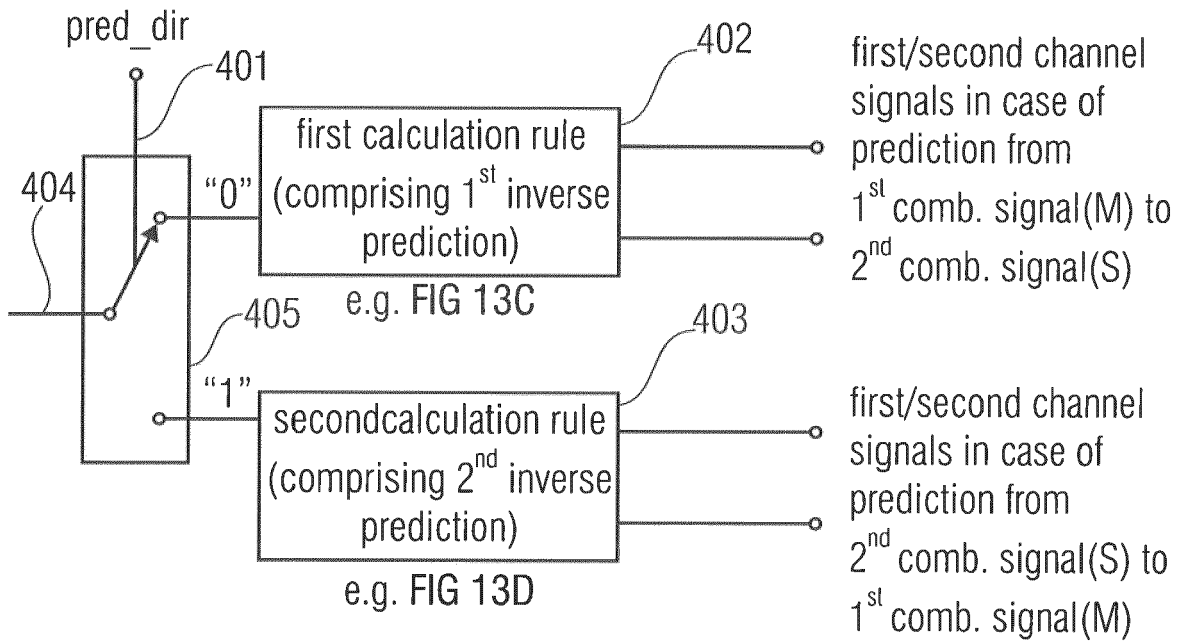 pred_dir
401
402
404
"0"
first calculation rule
(comprising 1st inverse
prediction)
e.g. FIG 13C
first/second channel
signals in case of
prediction from
1st comb. signal(M) to
2nd comb. signal(S)
405
403
"1"
secondcalculation rule
(comprising 2nd inverse
prediction)
e.g. FIG 13D
first/second channel
signals in case of
prediction from
2nd comb. signal(S) to
1st comb. signal(M)